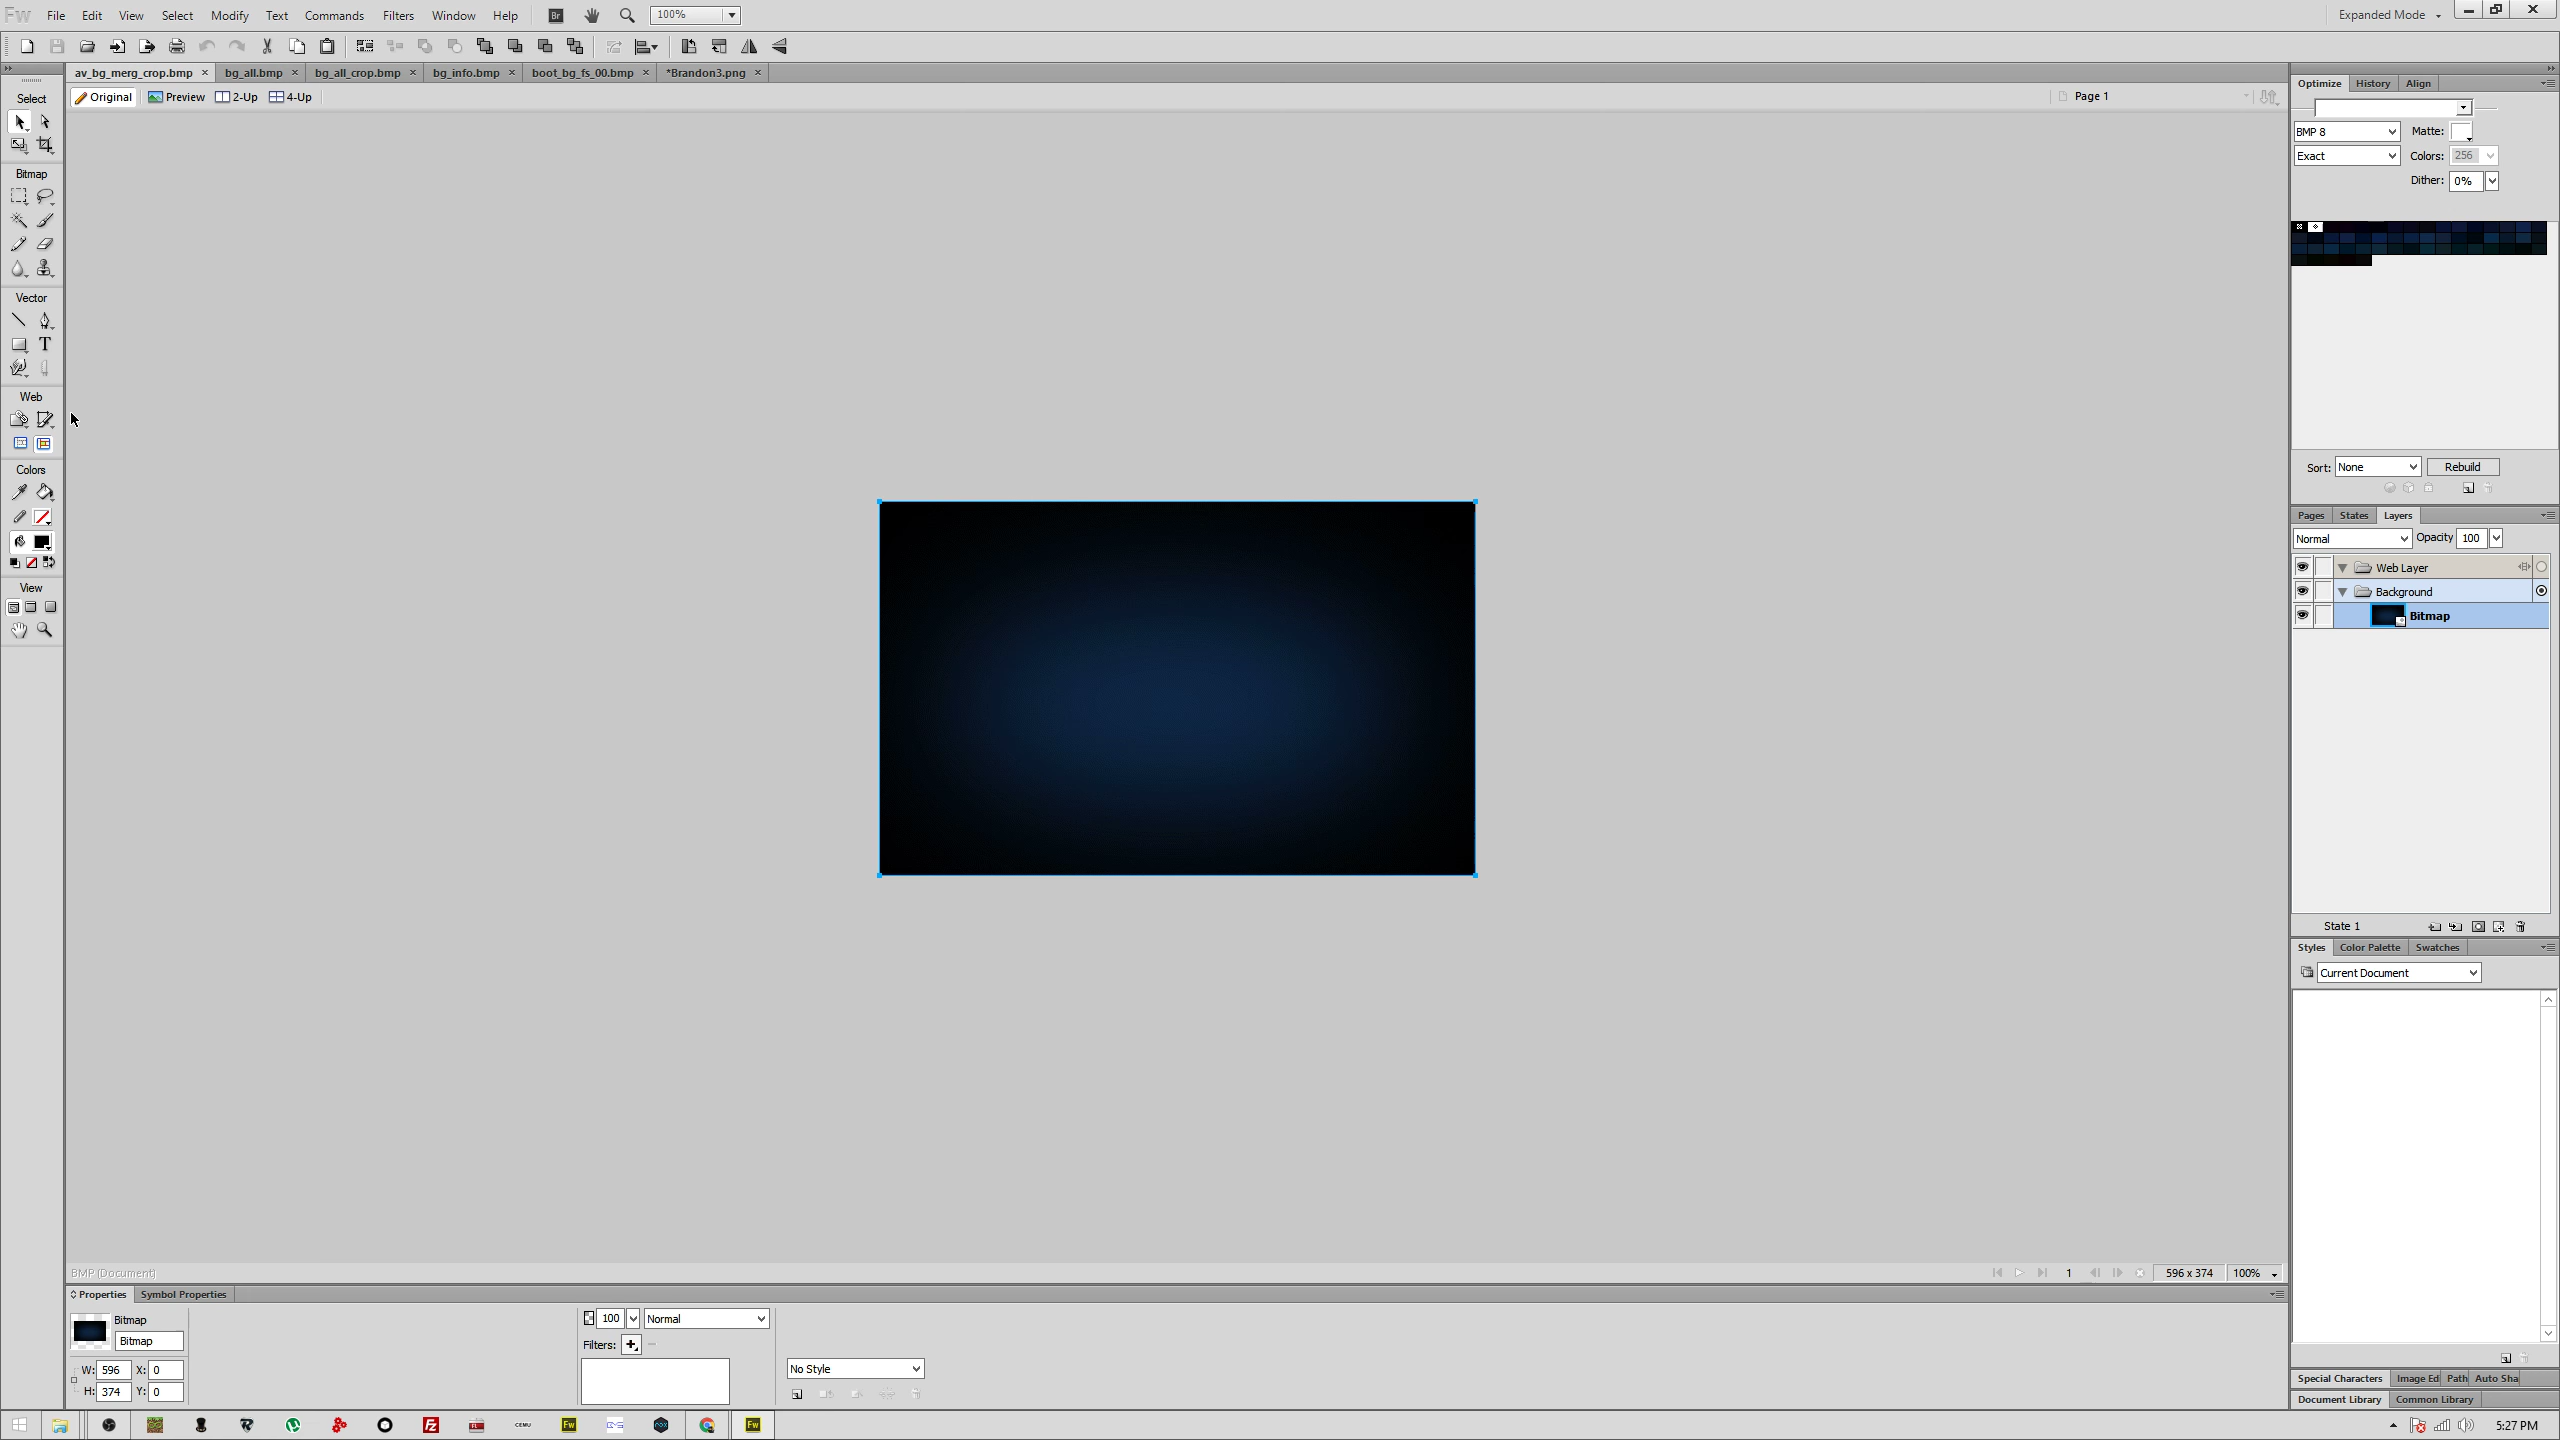 Fw File Edit View Select Modify Text Commands Filters Window Help Br 100% Expanded Mode
av_bg_merg_crop.bmp bg_all.bmp bg_all_crop.bmp bg_info.bmp boot_bg_fs_00.bmp *Brandon3.png
Original Preview 2-Up 4-Up Page 1
Select
Bitmap
Vector
T
Web
Colors
View
Optimize History Align
BMP 8 Matte:
Exact Colors: 256
Dither: 0%
Sort: None Rebuild
Pages States Layers
Normal Opacity 100
Web Layer
Background
Bitmap
State 1
Styles Color Palette Swatches
Current Document
Special Characters Image Ed Path Auto Sha
Document Library Common Library
BMP (Document) 1 596 x 374 100%
Properties Symbol Properties
Bitmap
Bitmap
W: 596 X: 0
H: 374 Y: 0
100 Normal
Filters:
No Style
CEMU Fw Fw 5:27 PM